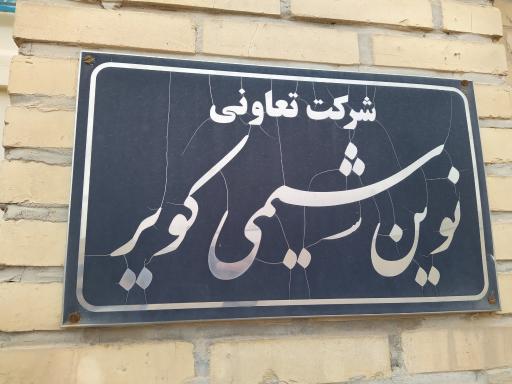 شرکت تعاونی
نوین شیمی کویر